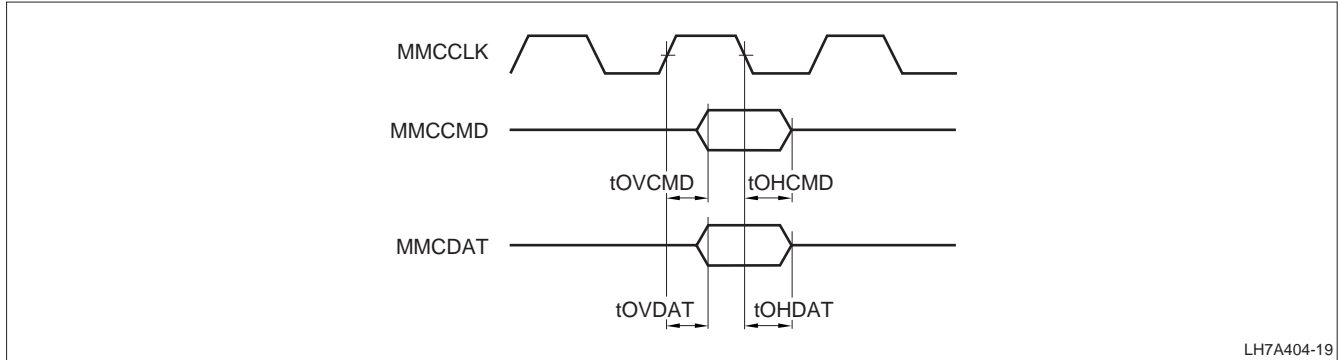 MMCCLK
MMCCMD
tOVCMD tOHCMD
MMCDAT
tOVDAT tOHDAT
LH7A404-19